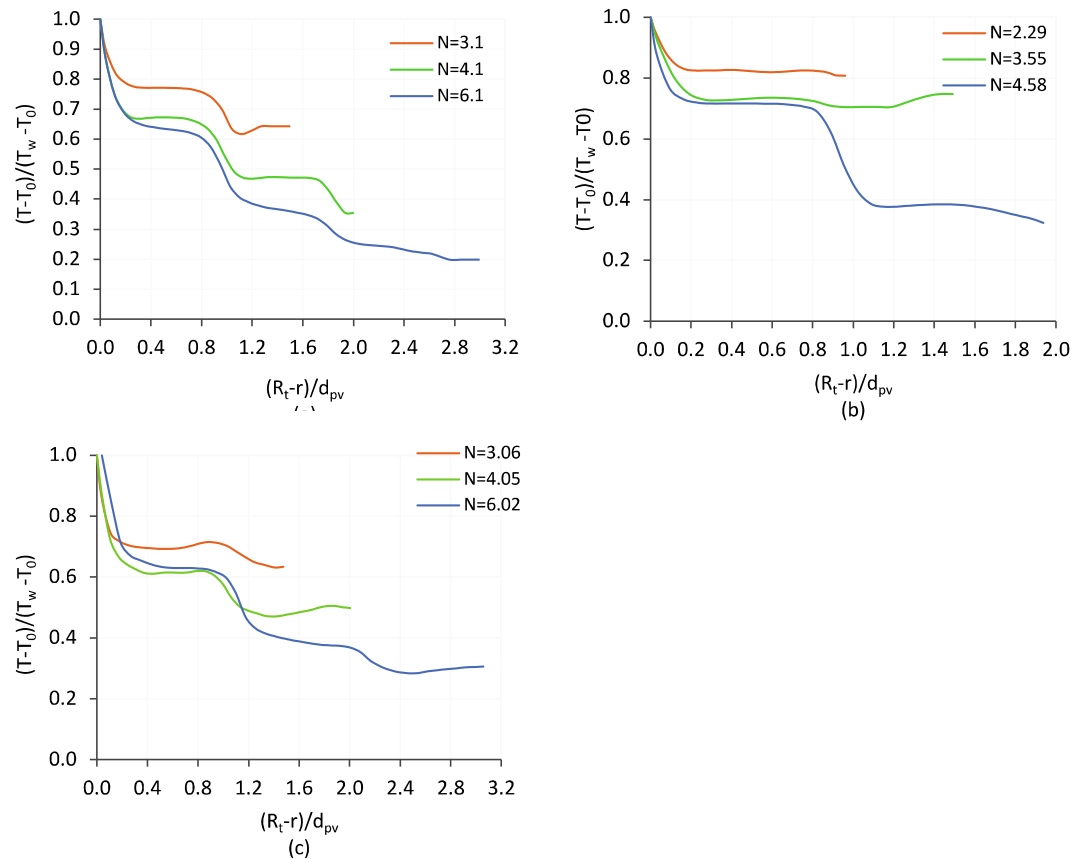 1.0
0.9
0.8
0.7
0.6
0.5
0.4
0.3
0.2
0.1
0.0
(T-T0)/(Tw -T0)
N=3.1
N=4.1
N=6.1
0.0 0.4 0.8 1.2 1.6 2.0 2.4 2.8 3.2
(Rt-r)/dpv
1.0
0.8
0.6
0.4
0.2
0.0
(T-T0)/(Tw -T0)
N=2.29
N=3.55
N=4.58
0.0 0.2 0.4 0.6 0.8 1.0 1.2 1.4 1.6 1.8 2.0
(Rt-r)/dpv
(b)
1.0
0.8
0.6
0.4
0.2
0.0
(T-T0)/(Tw -T0)
N=3.06
N=4.05
N=6.02
0.0 0.4 0.8 1.2 1.6 2.0 2.4 2.8 3.2
(Rt-r)/dpv
(c)